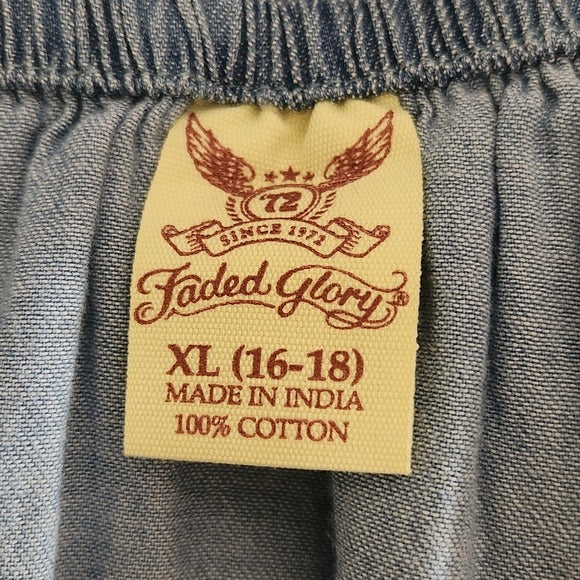 72
SINCE 1972
Faded Glory®
XL (16-18)
MADE IN INDIA
100% COTTON